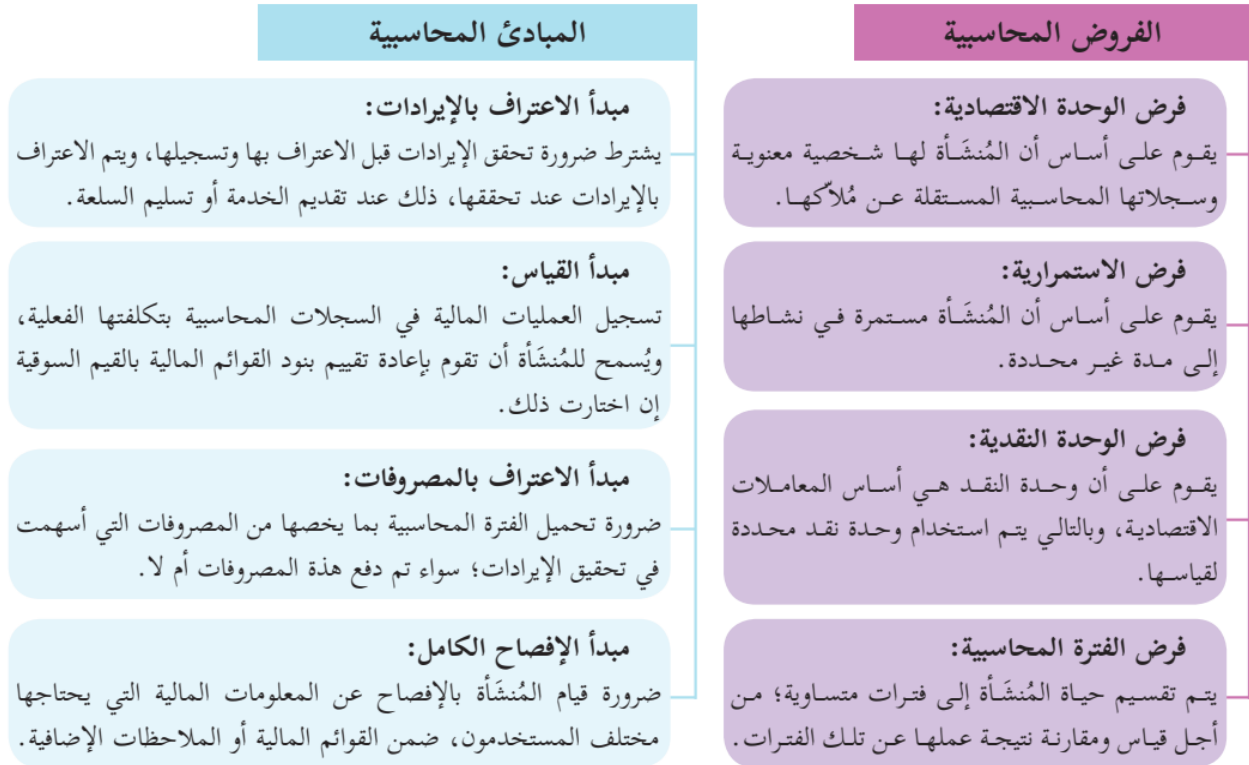 الفروض المحاسبية
فرض الوحدة الاقتصادية:
يقوم على أساس أن المُنشَأة لها شخصية معنوية
وسجلاتها المحاسبية المستقلة عن مُلاّكها.
فرض الاستمرارية:
يقوم على أساس أن المُنشَأة مستمرة في نشاطها
إلى مدة غير محددة.
فرض الوحدة النقدية:
يقوم على أن وحدة النقد هي أساس المعاملات
الاقتصادية، وبالتالي يتم استخدام وحدة نقد محددة
لقياسها.
فرض الفترة المحاسبية:
يتم تقسيم حياة المُنشَأة إلى فترات متساوية؛ من
أجل قياس ومقارنة نتيجة عملها عن تلك الفترات.
المبادئ المحاسبية
مبدأ الاعتراف بالإيرادات:
يشترط ضرورة تحقق الإيرادات قبل الاعتراف بها وتسجيلها، ويتم الاعتراف
بالإيرادات عند تحققها، ذلك عند تقديم الخدمة أو تسليم السلعة.
مبدأ القياس:
تسجيل العمليات المالية في السجلات المحاسبية بتكلفتها الفعلية،
ويُسمح للمُنشَأة أن تقوم بإعادة تقييم بنود القوائم المالية بالقيم السوقية
إن اختارت ذلك.
مبدأ الاعتراف بالمصروفات:
ضرورة تحميل الفترة المحاسبية بما يخصها من المصروفات التي أسهمت
في تحقيق الإيرادات؛ سواء تم دفع هذه المصروفات أم لا.
مبدأ الإفصاح الكامل:
ضرورة قيام المُنشَأة بالإفصاح عن المعلومات المالية التي يحتاجها
مختلف المستخدمون، ضمن القوائم المالية أو الملاحظات الإضافية.